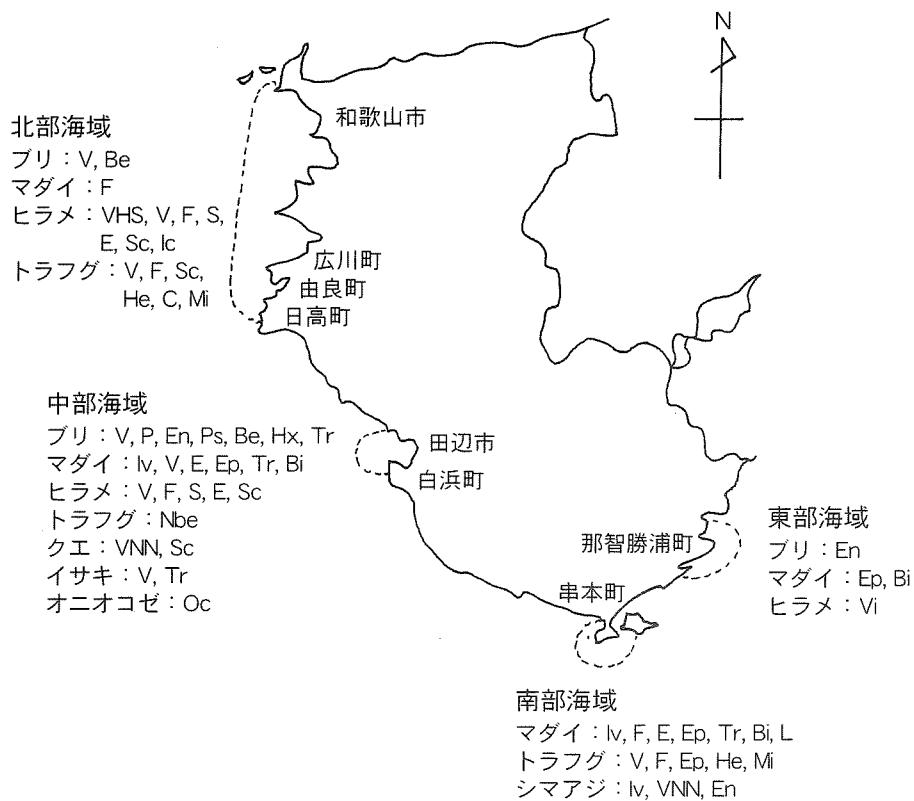 N
和歌山市
北部海域
ブリ：V, Be
マダイ：F
ヒラメ：VHS, V, F, S,
E, Sc, Ic
トラフグ：V, F, Sc,
He, C, Mi
広川町
由良町
日高町
中部海域
ブリ：V, P, En, Ps, Be, Hx, Tr
マダイ：Iv, V, E, Ep, Tr, Bi
ヒラメ：V, F, S, E, Sc
トラフグ：Nbe
クエ：VNN, Sc
イサキ：V, Tr
オニオコゼ：Oc
田辺市
白浜町
那智勝浦町
串本町
東部海域
ブリ：En
マダイ：Ep, Bi
ヒラメ：Vi
南部海域
マダイ：Iv, F, E, Ep, Tr, Bi, L
トラフグ：V, F, Ep, He, Mi
シマアジ：Iv, VNN, En